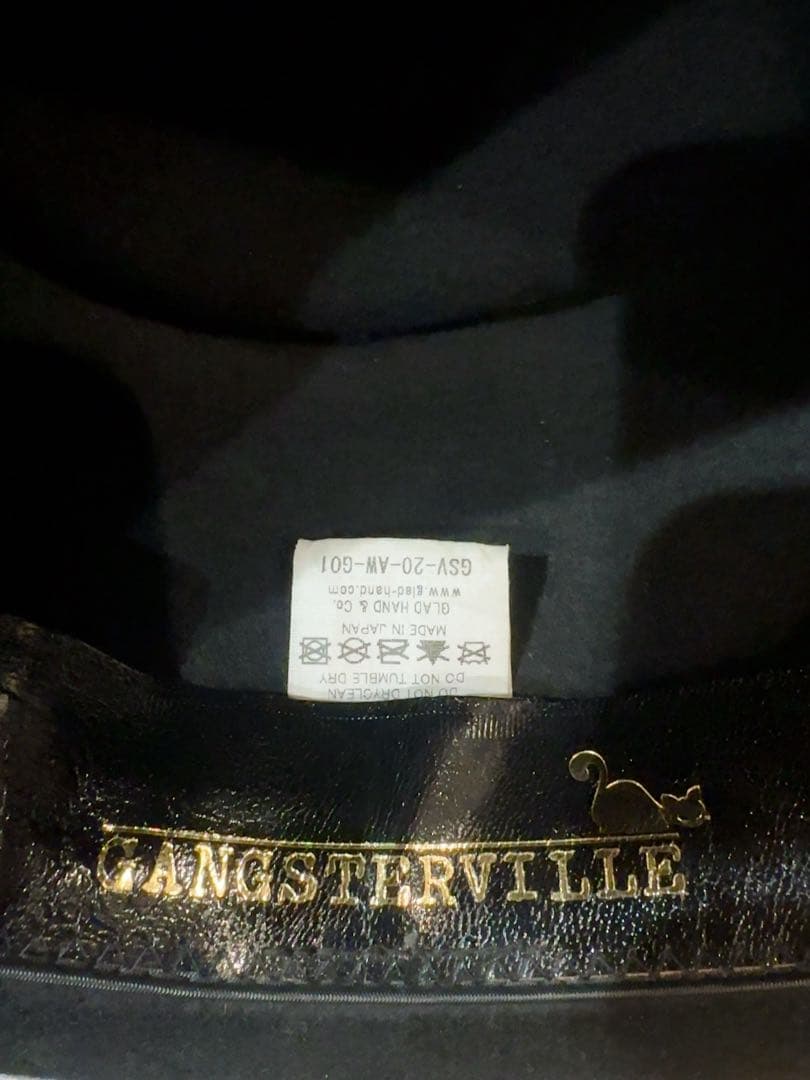 DO NOT DRYCLEAN
DO NOT TUMBLE DRY
MADE IN JAPAN
GLAD HAND & Co.
www.glad-hand.com
GSV-20-AW-G01
GANGSTERVILLE